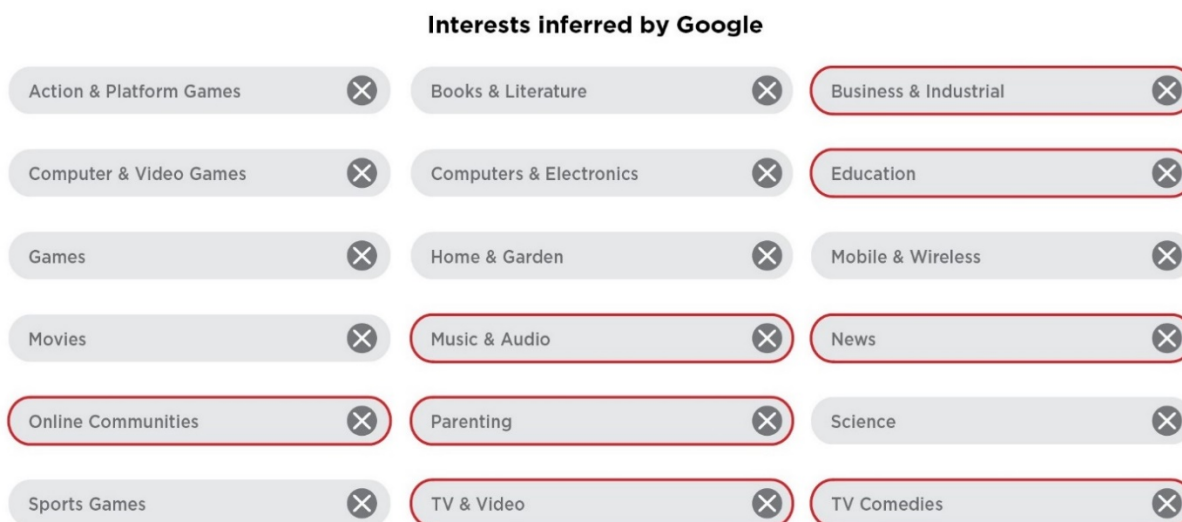 Interests inferred by Google
Action & Platform Games
Books & Literature
Business & Industrial
Computer & Video Games
Computers & Electronics
Education
Games
Home & Garden
Mobile & Wireless
Movies
Music & Audio
News
Online Communities
Parenting
Science
Sports Games
TV & Video
TV Comedies